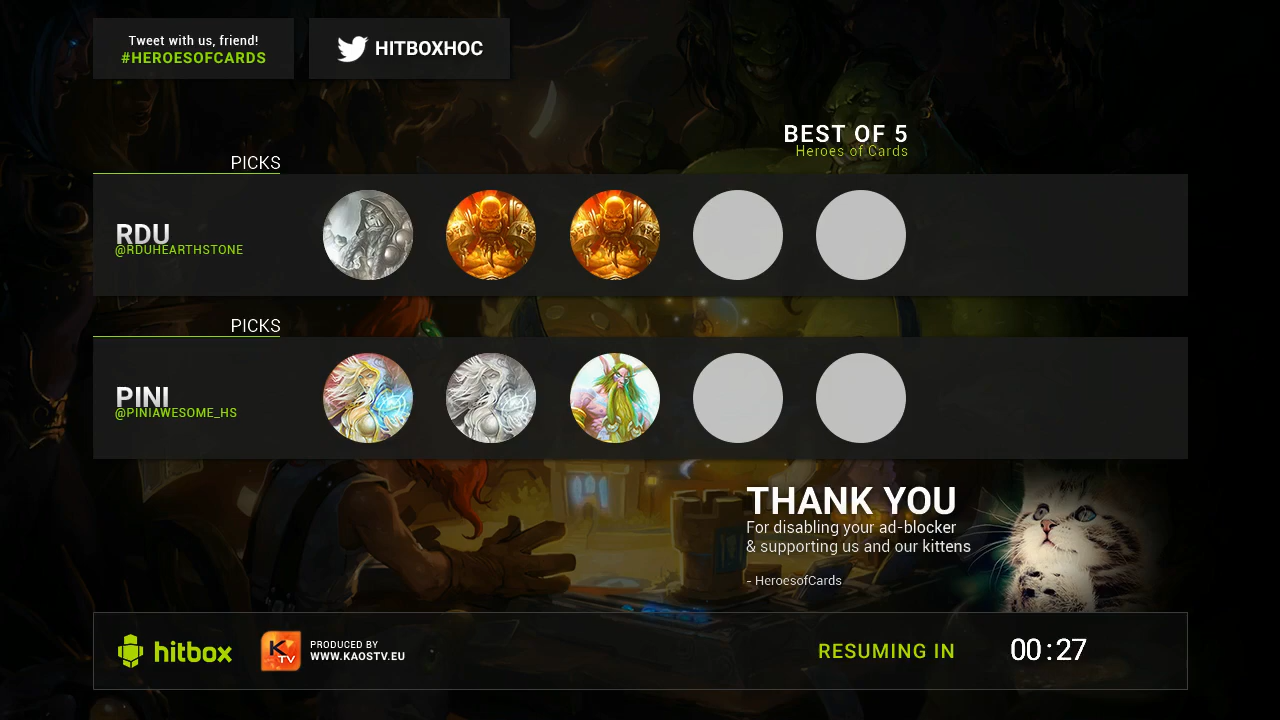 Tweet with us, friend!
#HEROESOFCARDS
HITBOXHOC
BEST OF 5
Heroes of Cards
PICKS
RDU
@RDUHEARTHSTONE
PICKS
PINI
@PINIAWESOME_HS
THANK YOU
For disabling your ad-blocker
& supporting us and our kittens
- HeroesofCards
hitbox
K TV
PRODUCED BY
WWW.KAOSTV.EU
RESUMING IN
00:27